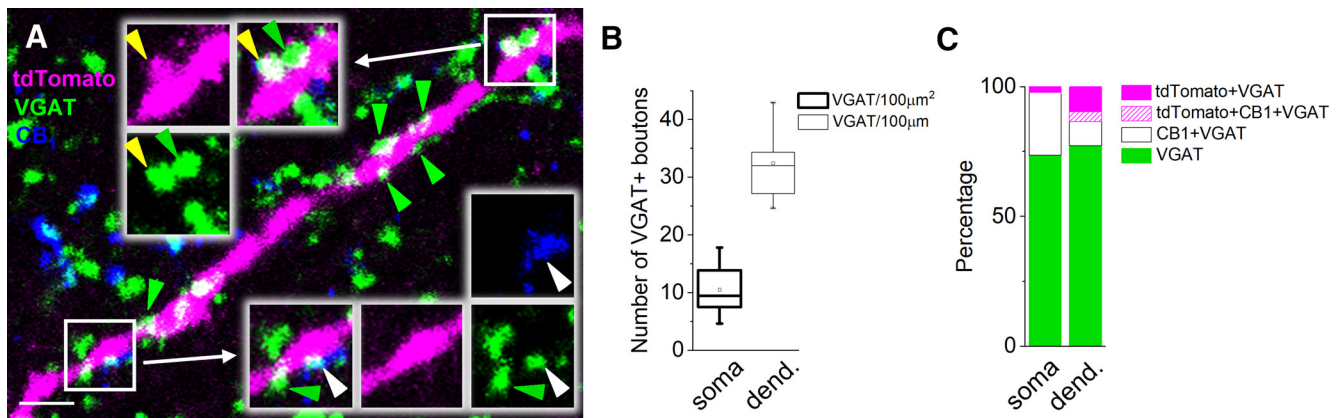 A
tdTomato
VGAT
CB₁
B
Number of VGAT+ boutons
40
30
20
10
0
soma
dend.
VGAT/100μm²
VGAT/100μm
C
Percentage
100
50
0
soma
dend.
tdTomato+VGAT
tdTomato+CB1+VGAT
CB1+VGAT
VGAT